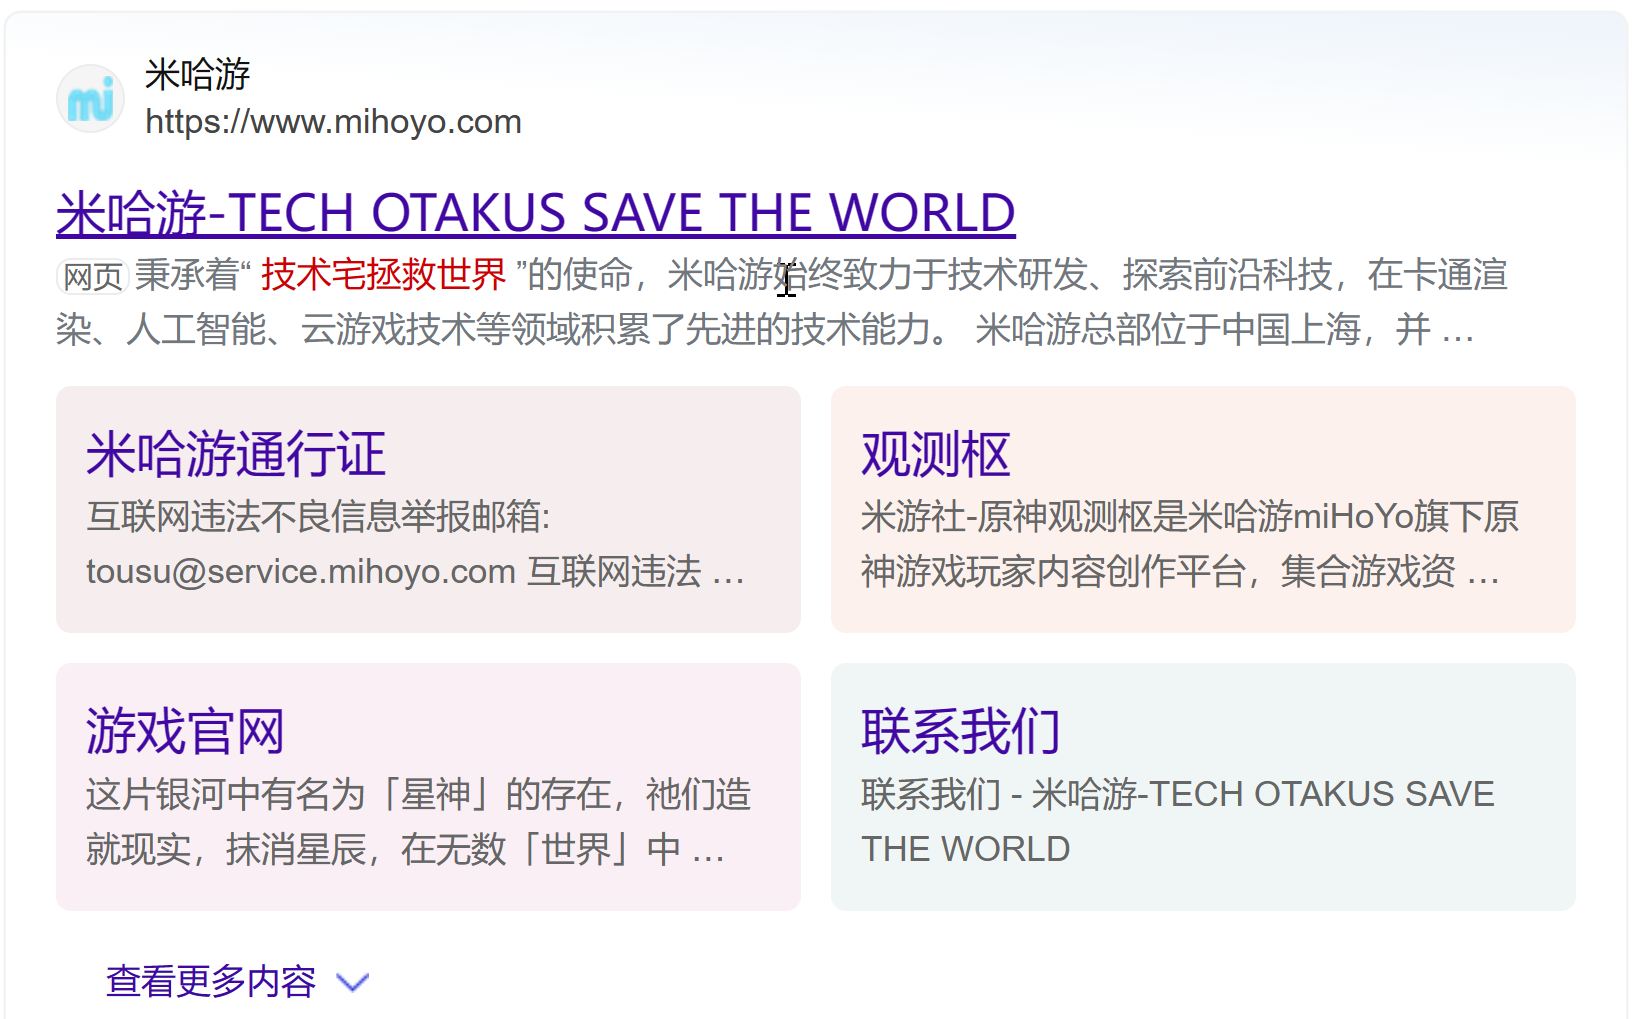 mi
米哈游
https://www.mihoyo.com
米哈游-TECH OTAKUS SAVE THE WORLD
网页 秉承着“ 技术宅拯救世界 ”的使命，米哈游始终致力于技术研发、探索前沿科技，在卡通渲
染、人工智能、云游戏技术等领域积累了先进的技术能力。 米哈游总部位于中国上海，并 …
米哈游通行证
互联网违法不良信息举报邮箱:
tousu@service.mihoyo.com 互联网违法 …
观测枢
米游社-原神观测枢是米哈游miHoYo旗下原
神游戏玩家内容创作平台，集合游戏资 …
游戏官网
这片银河中有名为「星神」的存在，祂们造
就现实，抹消星辰，在无数「世界」中 …
联系我们
联系我们 - 米哈游-TECH OTAKUS SAVE
THE WORLD
查看更多内容